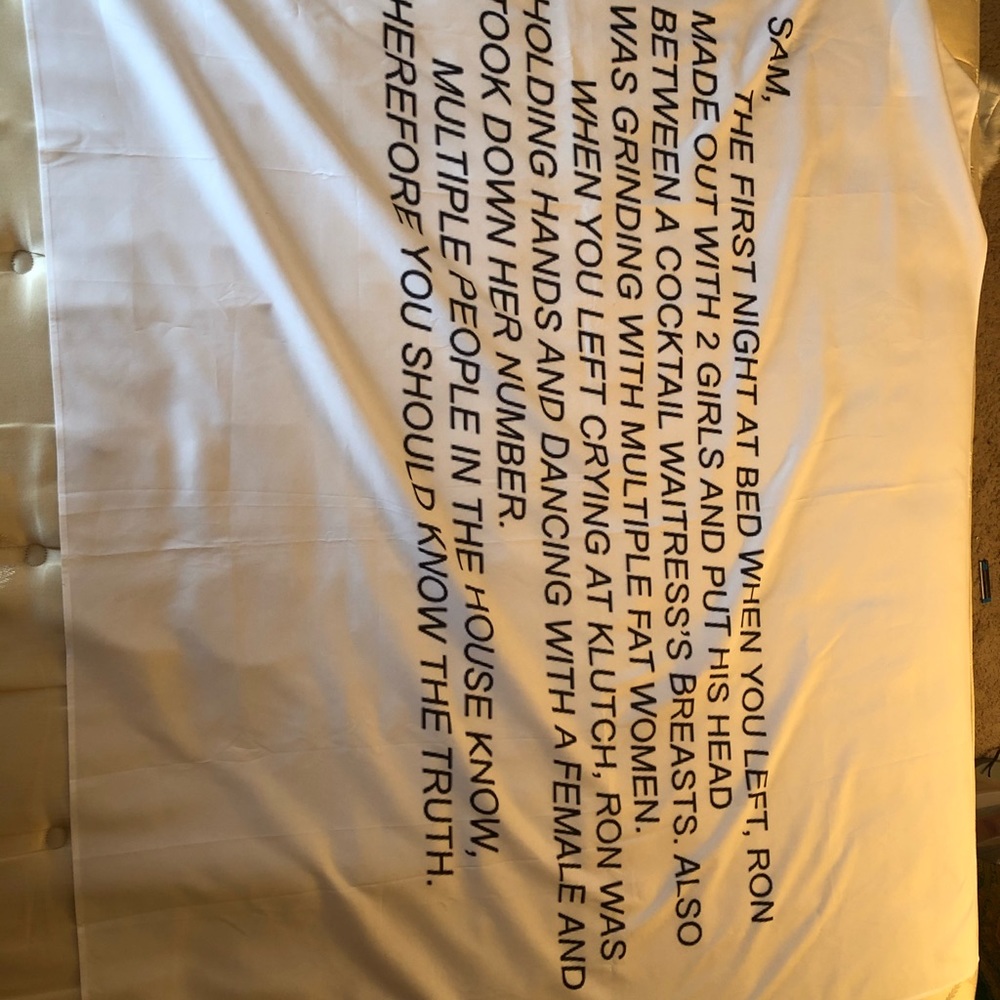 SAM,
THE FIRST NIGHT AT BED WHEN YOU LEFT, RON
MADE OUT WITH 2 GIRLS AND PUT HIS HEAD
BETWEEN A COCKTAIL WAITRESS'S BREASTS. ALSO
WAS GRINDING WITH MULTIPLE FAT WOMEN.
WHEN YOU LEFT CRYING AT KLUTCH, RON WAS
HOLDING HANDS AND DANCING WITH A FEMALE AND
TOOK DOWN HER NUMBER.
MULTIPLE PEOPLE IN THE HOUSE KNOW,
HEREFORE YOU SHOULD KNOW THE TRUTH.